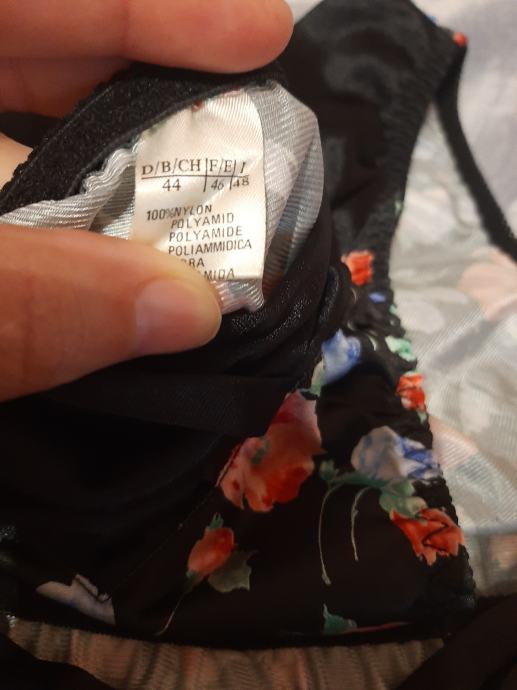 D/B/CH F/E I
44 46 48
100%NYLON
POLYAMID
POLYAMIDE
POLIAMMIDICA